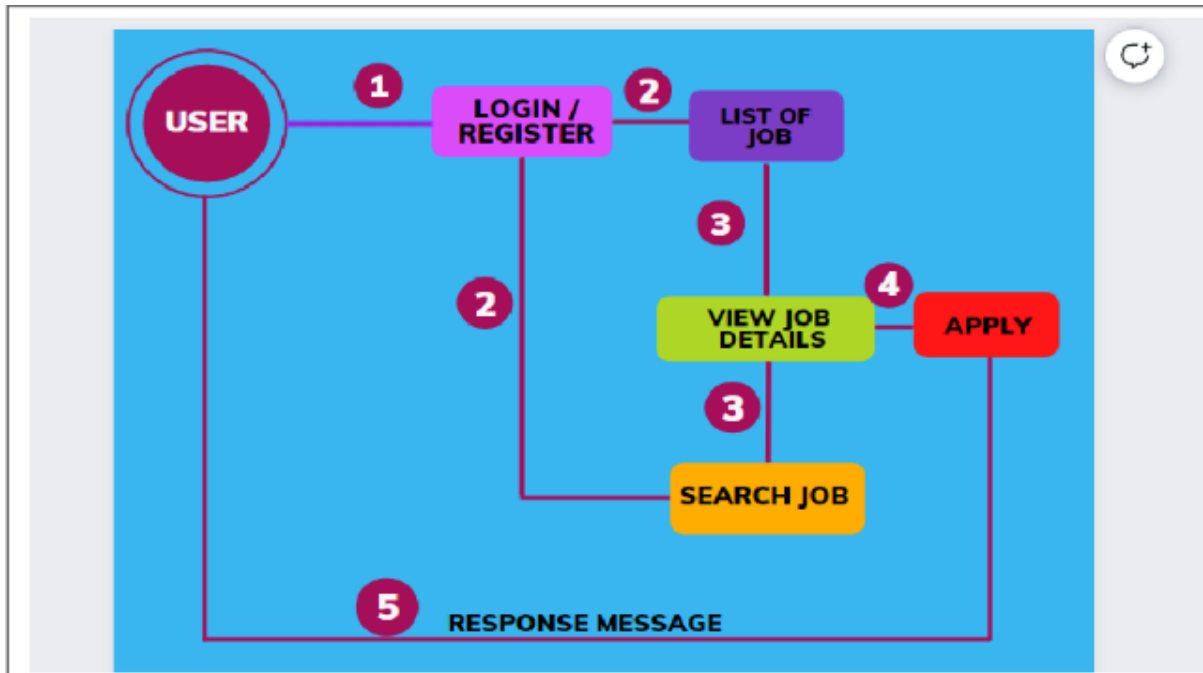 1
2
USER
LOGIN /
REGISTER
LIST OF
JOB
3
2
4
VIEW JOB
DETAILS
APPLY
3
SEARCH JOB
5
RESPONSE MESSAGE